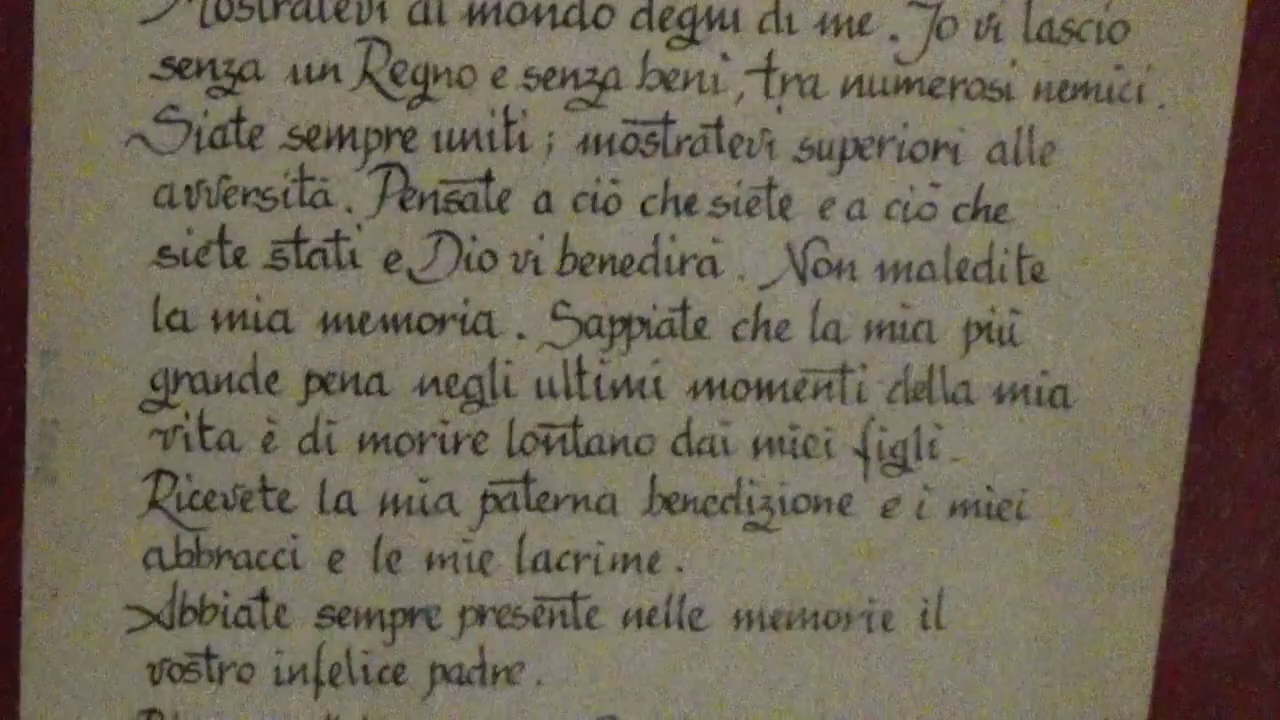 Mostratevi al mondo degni di me. Io vi lascio
senza un Regno e senza beni, tra numerosi nemici.
Siate sempre uniti; mostratevi superiori alle
avversità. Pensate a ciò che siete e a ciò che
siete stati e Dio vi benedirà. Non maledite
la mia memoria. Sappiate che la mia più
grande pena negli ultimi momenti della mia
vita è di morire lontano dai miei figli.
Ricevete la mia paterna benedizione e i miei
abbracci e le mie lacrime.
Abbiate sempre presente nelle memorie il
vostro infelice padre.